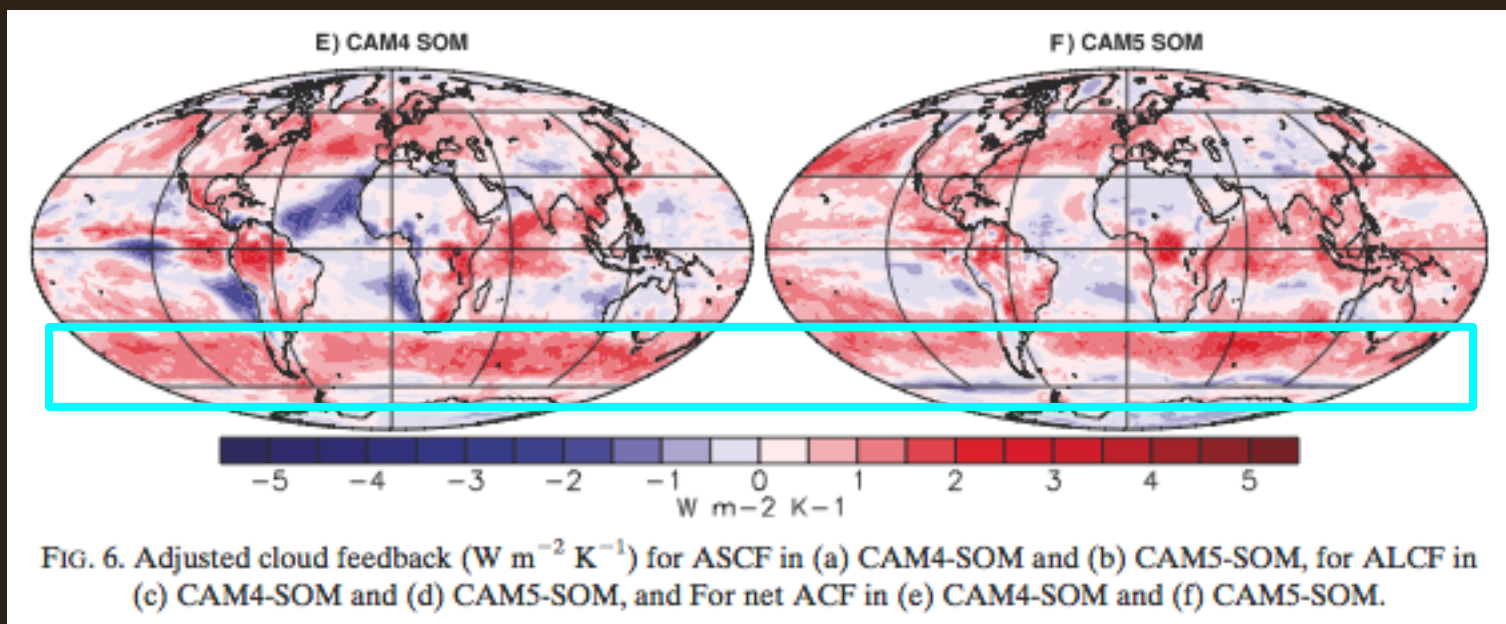 E) CAM4 SOM
F) CAM5 SOM
−5 −4 −3 −2 −1 0 1 2 3 4 5
W m−2 K−1
FIG. 6. Adjusted cloud feedback (W m⁻² K⁻¹) for ASCF in (a) CAM4-SOM and (b) CAM5-SOM, for ALCF in
(c) CAM4-SOM and (d) CAM5-SOM, and For net ACF in (e) CAM4-SOM and (f) CAM5-SOM.